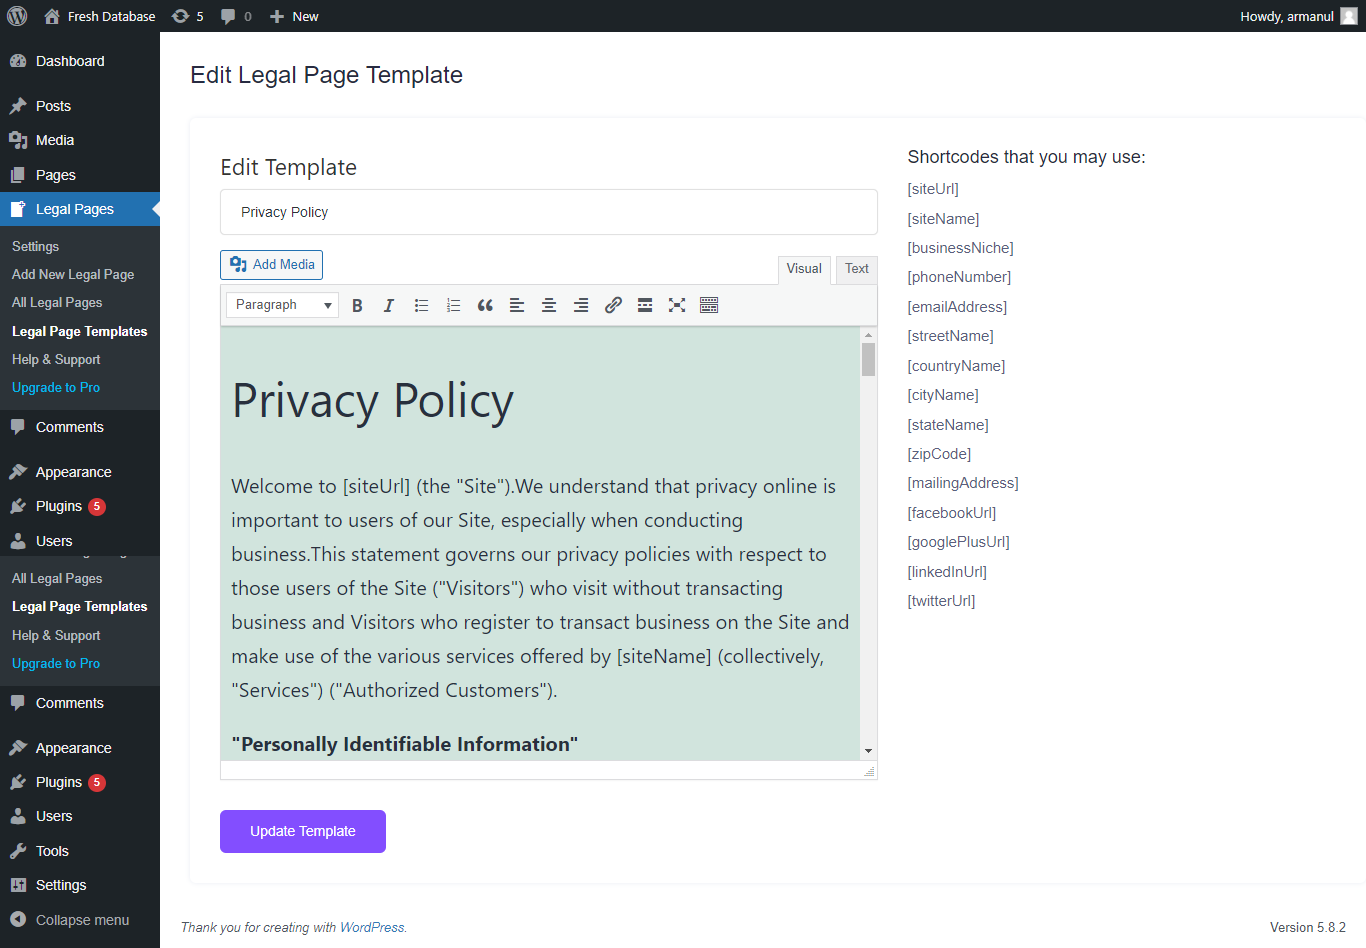 Fresh Database 5 0 New Howdy, armanul
Dashboard
Posts
Media
Pages
Legal Pages
Settings
Add New Legal Page
All Legal Pages
Legal Page Templates
Help & Support
Upgrade to Pro
Comments
Appearance
Plugins 5
Users
All Legal Pages
Legal Page Templates
Help & Support
Upgrade to Pro
Comments
Appearance
Plugins 5
Users
Tools
Settings
Collapse menu
Edit Legal Page Template
Edit Template
Privacy Policy
Add Media
Visual Text
Paragraph B I
Privacy Policy
Welcome to [siteUrl] (the "Site").We understand that privacy online is
important to users of our Site, especially when conducting
business.This statement governs our privacy policies with respect to
those users of the Site ("Visitors") who visit without transacting
business and Visitors who register to transact business on the Site and
make use of the various services offered by [siteName] (collectively,
"Services") ("Authorized Customers").
"Personally Identifiable Information"
Update Template
Shortcodes that you may use:
[siteUrl]
[siteName]
[businessNiche]
[phoneNumber]
[emailAddress]
[streetName]
[countryName]
[cityName]
[stateName]
[zipCode]
[mailingAddress]
[facebookUrl]
[googlePlusUrl]
[linkedInUrl]
[twitterUrl]
Thank you for creating with WordPress.
Version 5.8.2